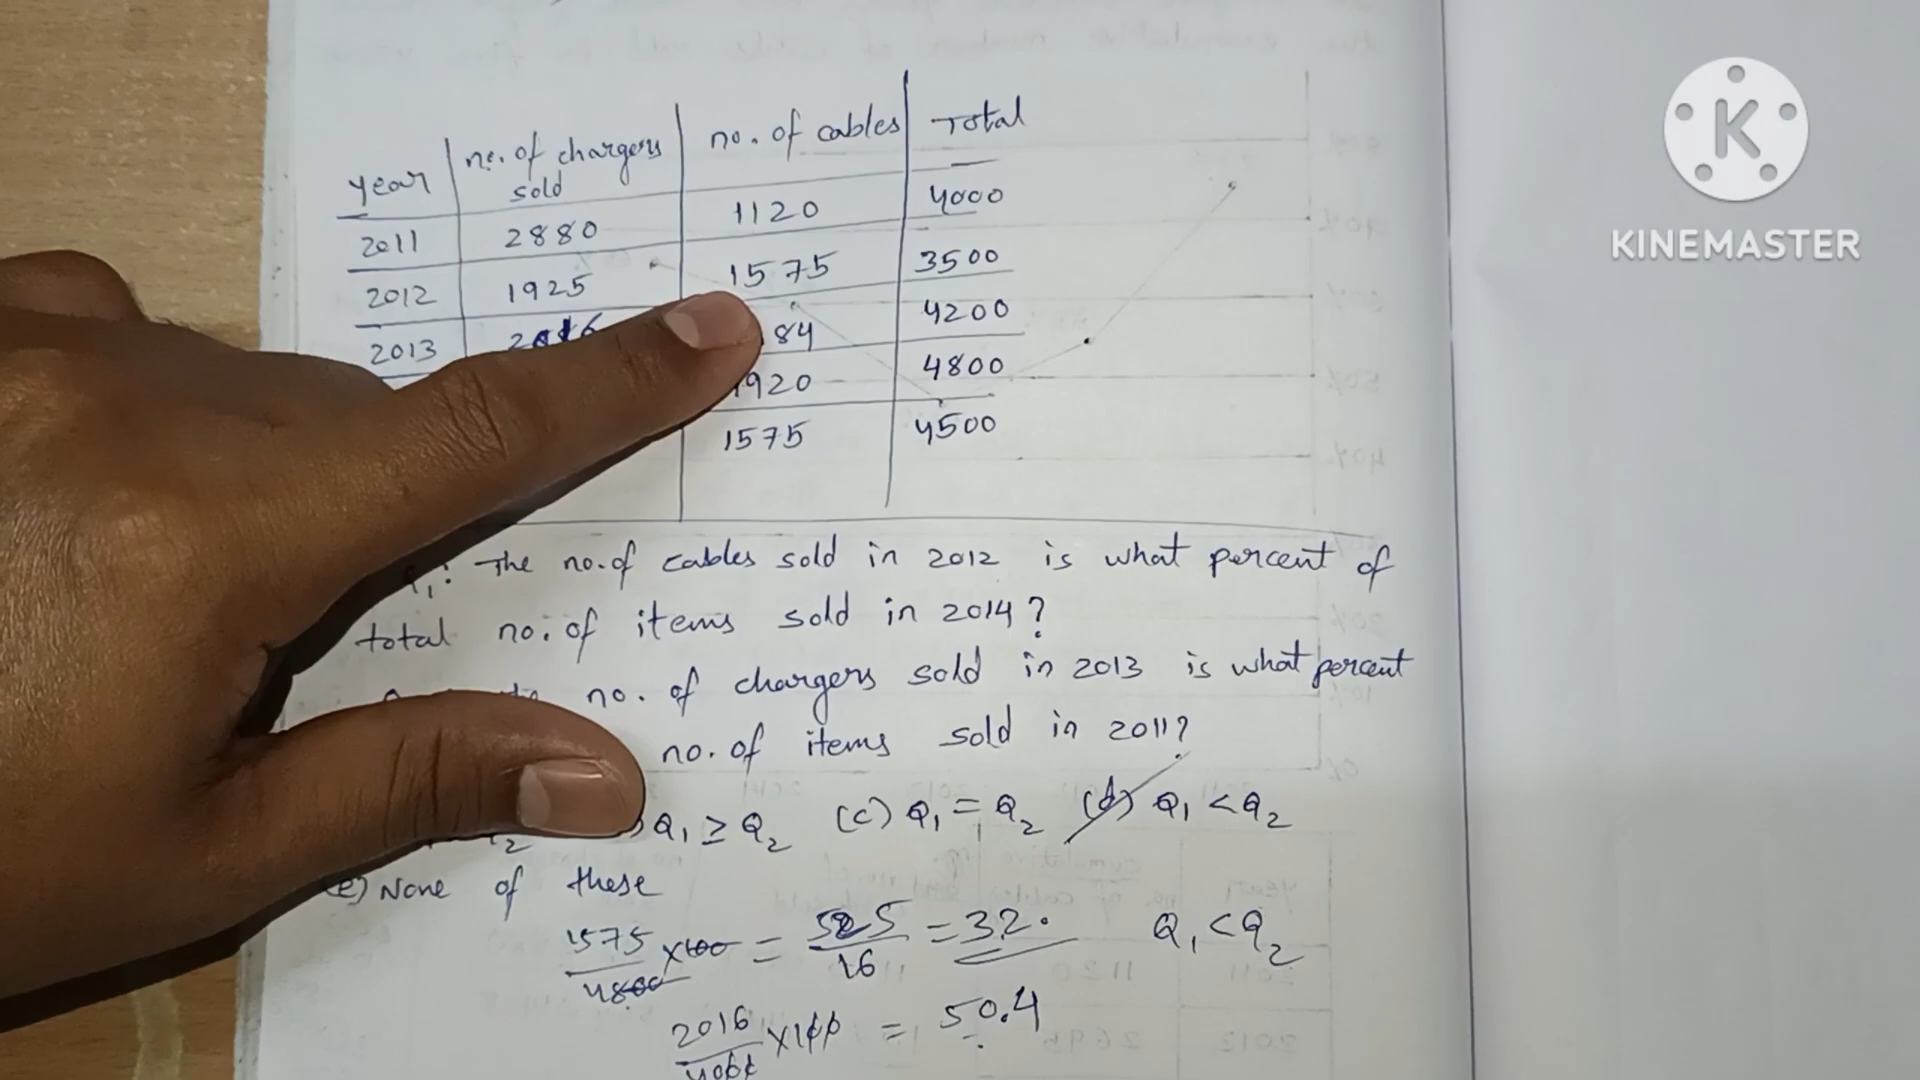 year | no. of chargers sold | no. of cables | Total
2011 | 2880 | 1120 | 4000
2012 | 1925 | 1575 | 3500
2013 | 2016 | 84 | 4200
1920 | 4800
1575 | 4500
The no. of cables sold in 2012 is what percent of
total no. of items sold in 2014?
no. of chargers sold in 2013 is what percent
no. of items sold in 2011?
Q₁ ≥ Q₂ (c) Q₁ = Q₂ (d) Q₁ < Q₂
(e) None of these
1575/4800 ×100 = 525/16 = 32. Q₁ < Q₂
2016/4000 ×100 = 50.4
K
KINEMASTER